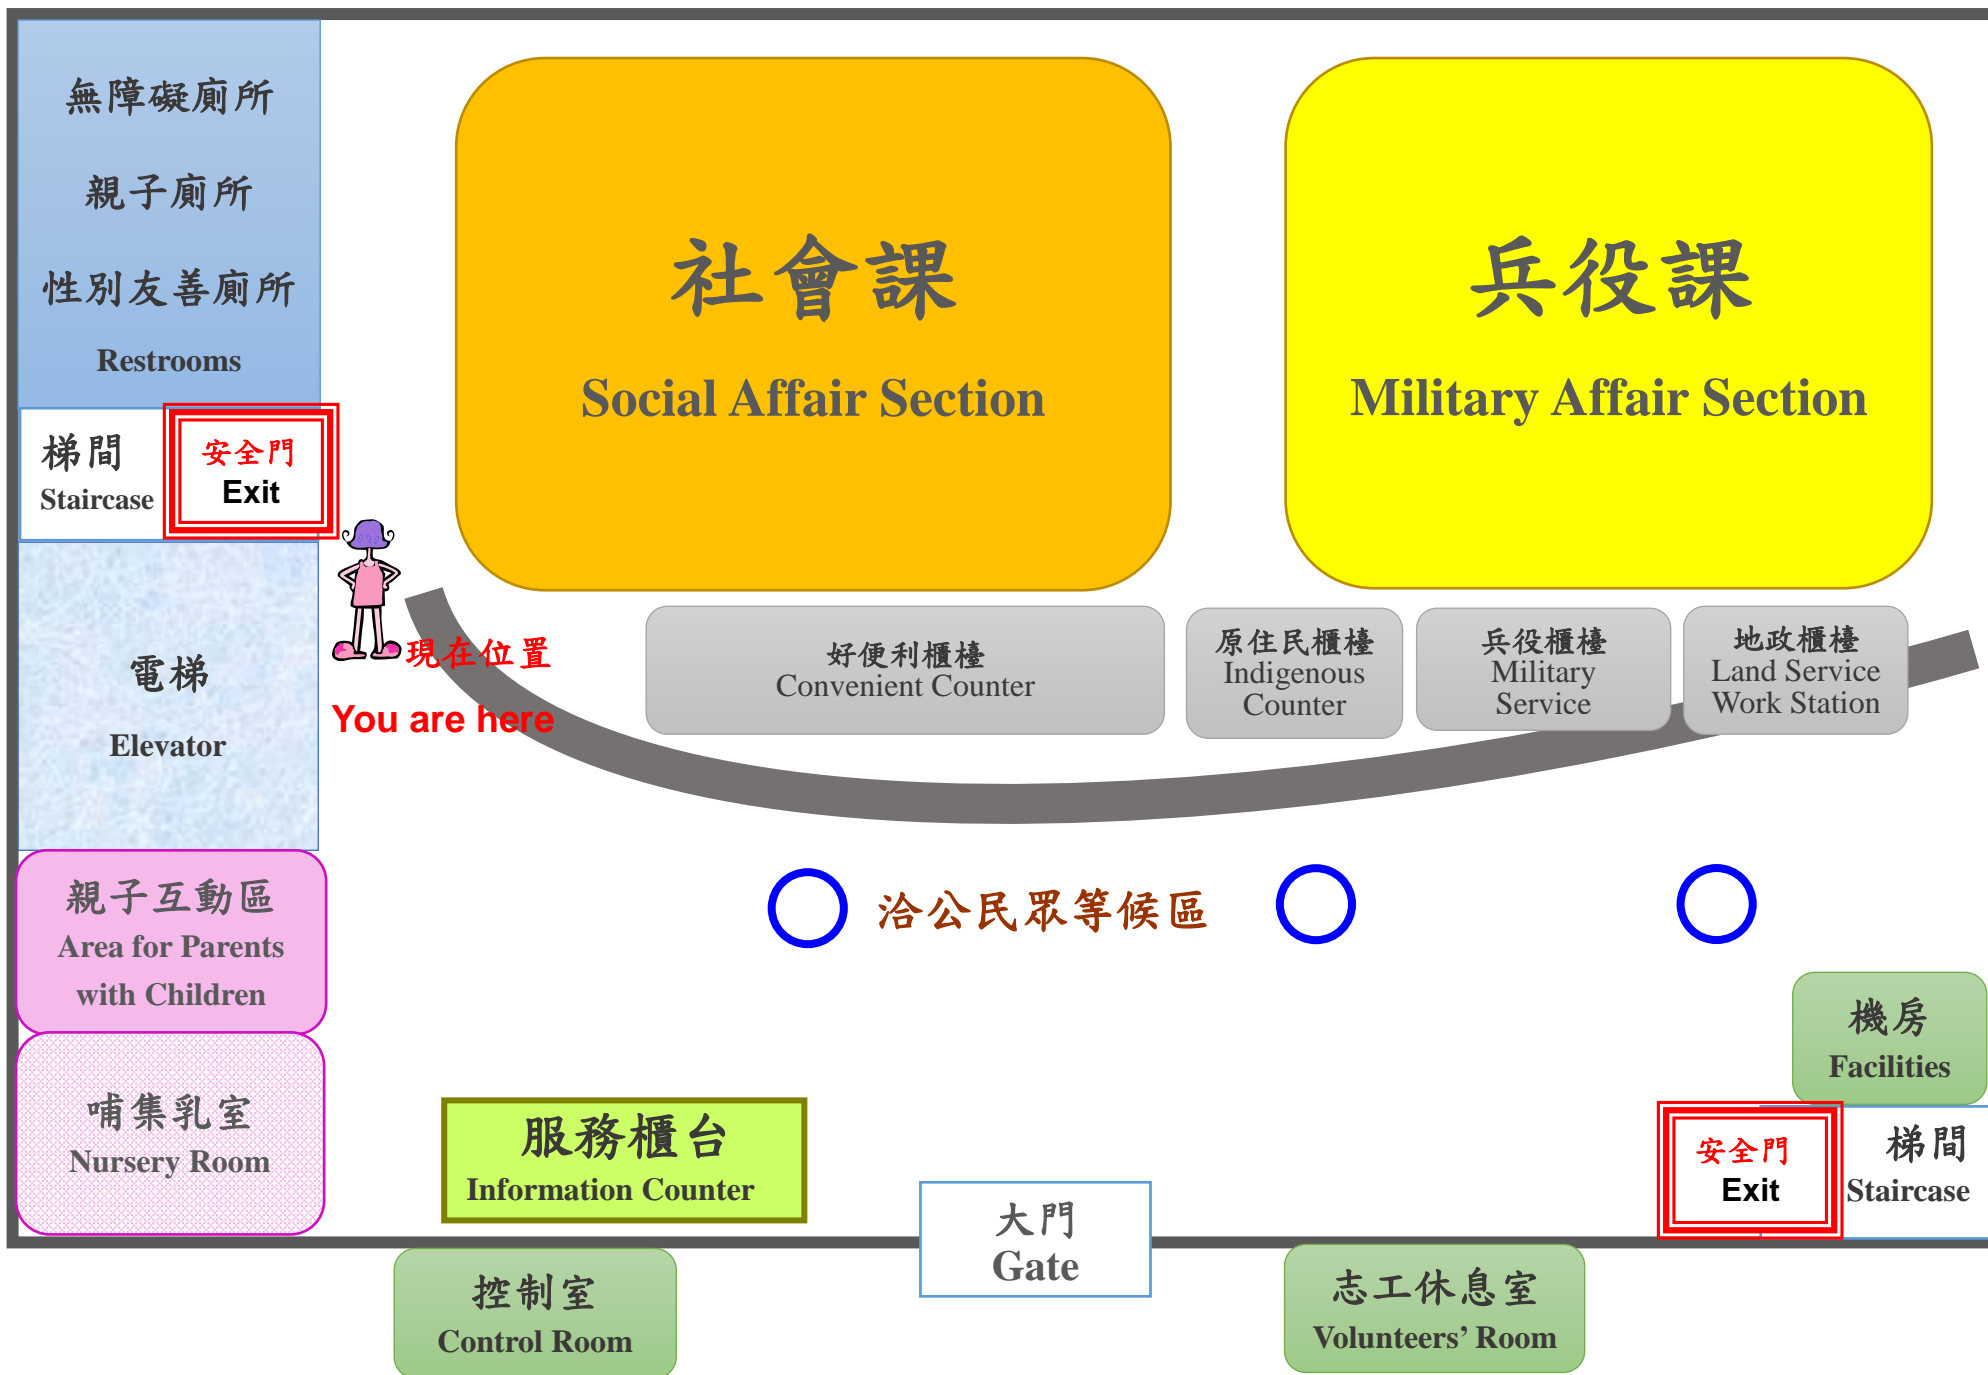 無障礙廁所
親子廁所
性別友善廁所
Restrooms
梯間
Staircase
安全門
Exit
社會課
Social Affair Section
兵役課
Military Affair Section
現在位置
You are here
電梯
Elevator
好便利櫃檯
Convenient Counter
原住民櫃檯
Indigenous
Counter
兵役櫃檯
Military
Service
地政櫃檯
Land Service
Work Station
親子互動區
Area for Parents
with Children
洽公民眾等候區
哺集乳室
Nursery Room
服務櫃台
Information Counter
大門
Gate
機房
Facilities
安全門
Exit
梯間
Staircase
控制室
Control Room
志工休息室
Volunteers’ Room